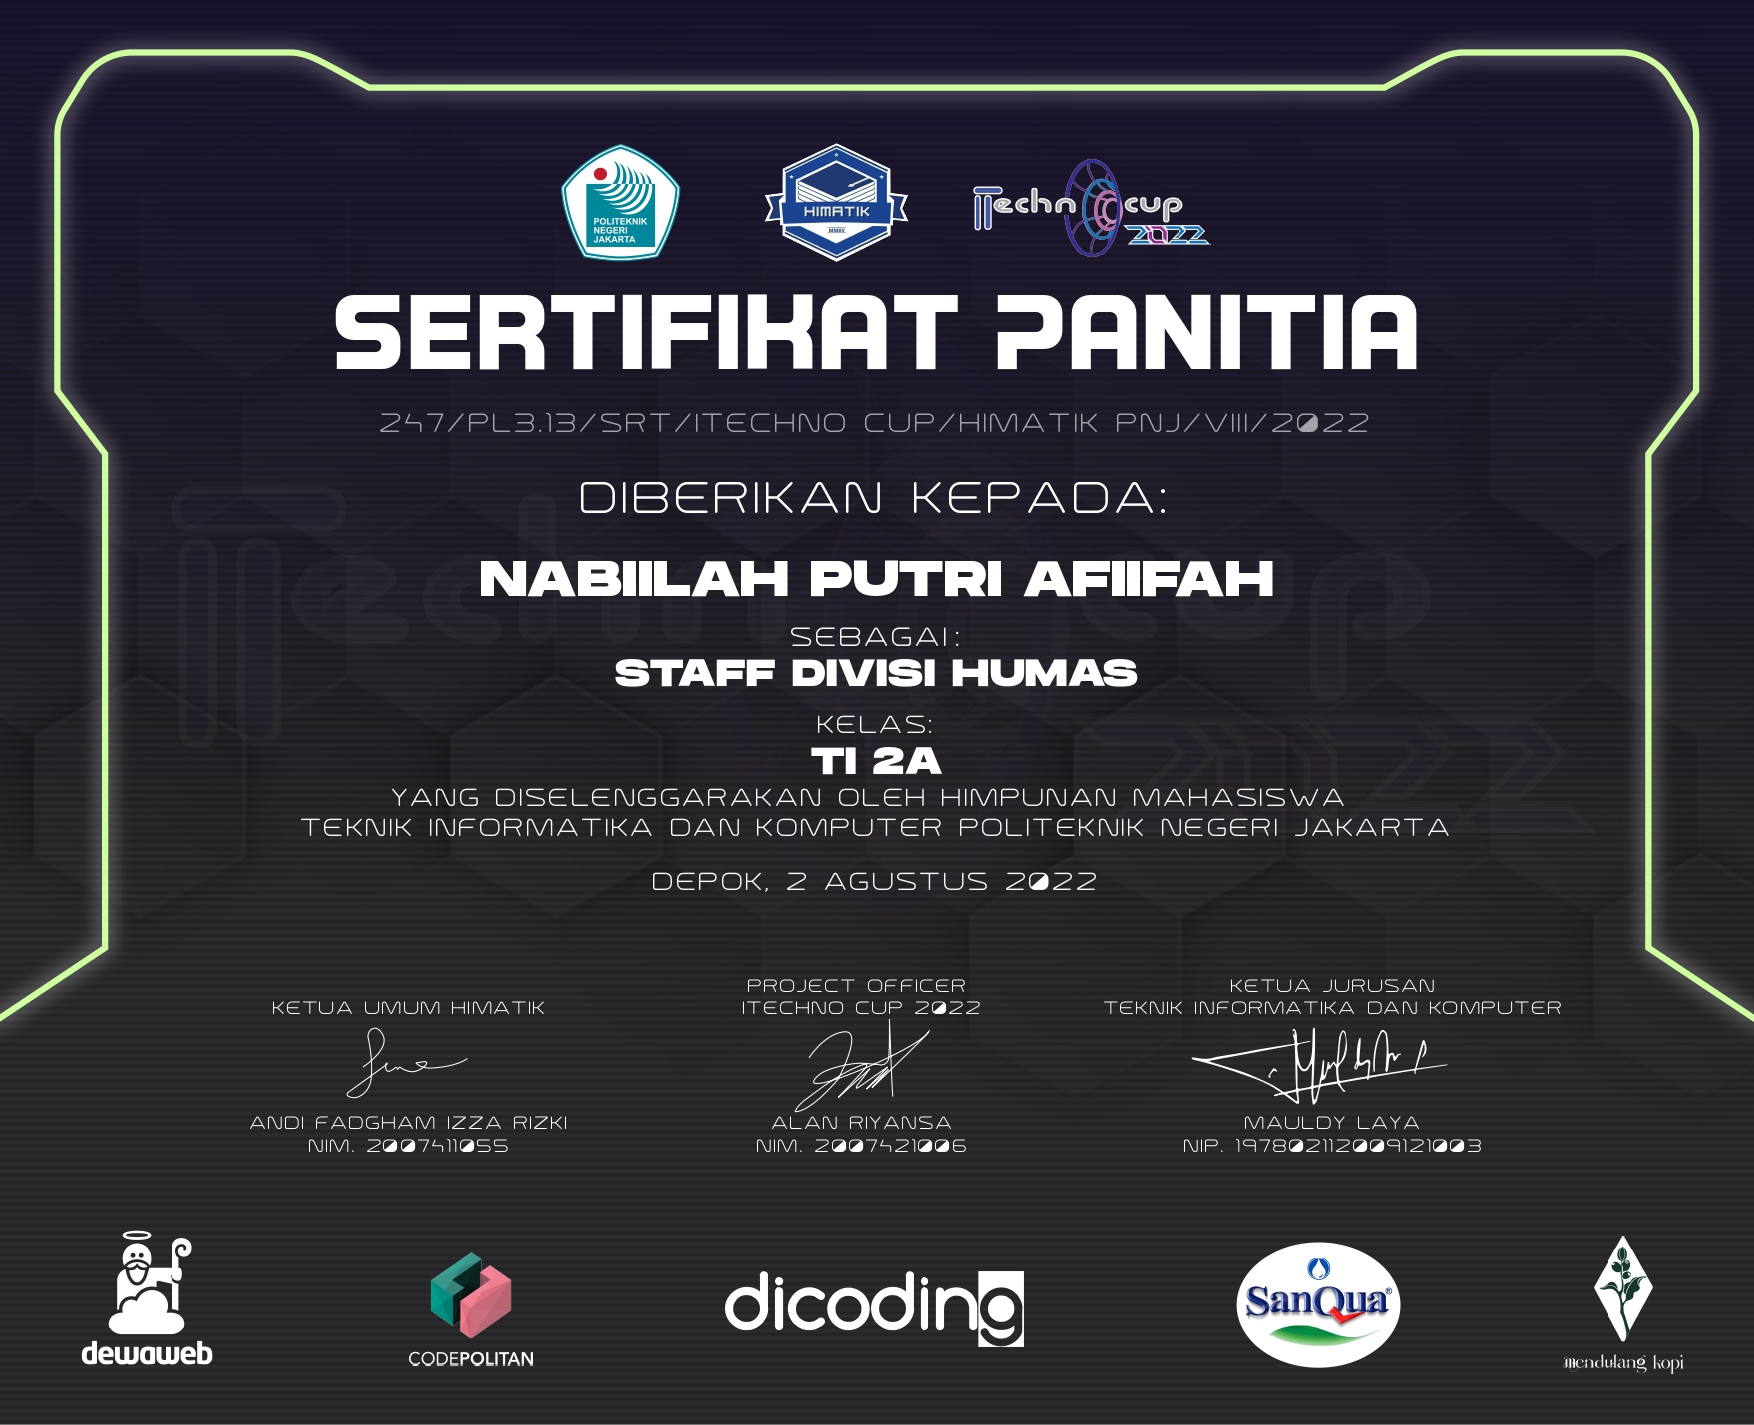 POLITEKNIK
NEGERI
JAKARTA
HIMATIK
MMXV
ITechno cup
2022
SERTIFIKAT PANITIA
247/PL3.13/SRT/ITECHNO CUP/HIMATIK PNJ/VIII/2022
DIBERIKAN KEPADA:
NABIILAH PUTRI AFIIFAH
SEBAGAI:
STAFF DIVISI HUMAS
KELAS:
TI 2A
YANG DISELENGGARAKAN OLEH HIMPUNAN MAHASISWA
TEKNIK INFORMATIKA DAN KOMPUTER POLITEKNIK NEGERI JAKARTA
DEPOK, 2 AGUSTUS 2022
KETUA UMUM HIMATIK
ANDI FADGHAM IZZA RIZKI
NIM. 2007411055
PROJECT OFFICER
ITECHNO CUP 2022
ALAN RIYANSA
NIM. 2007421006
KETUA JURUSAN
TEKNIK INFORMATIKA DAN KOMPUTER
MAULDY LAYA
NIP. 197802112009121003
dewaweb
CODEPOLITAN
dicoding
SanQua®
mendulang kopi